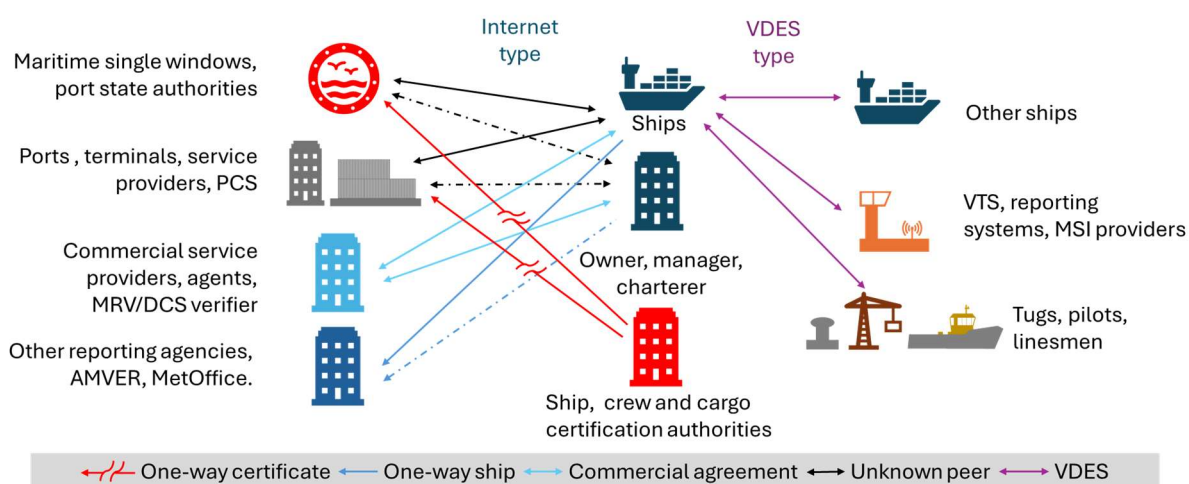 Internet
type
VDES
type
Maritime single windows,
port state authorities
Ships
Other ships
Ports , terminals, service
providers, PCS
VTS, reporting
systems, MSI providers
Commercial service
providers, agents,
MRV/DCS verifier
Owner, manager,
charterer
Tugs, pilots,
linesmen
Other reporting agencies,
AMVER, MetOffice.
Ship, crew and cargo
certification authorities
One-way certificate
One-way ship
Commercial agreement
Unknown peer
VDES